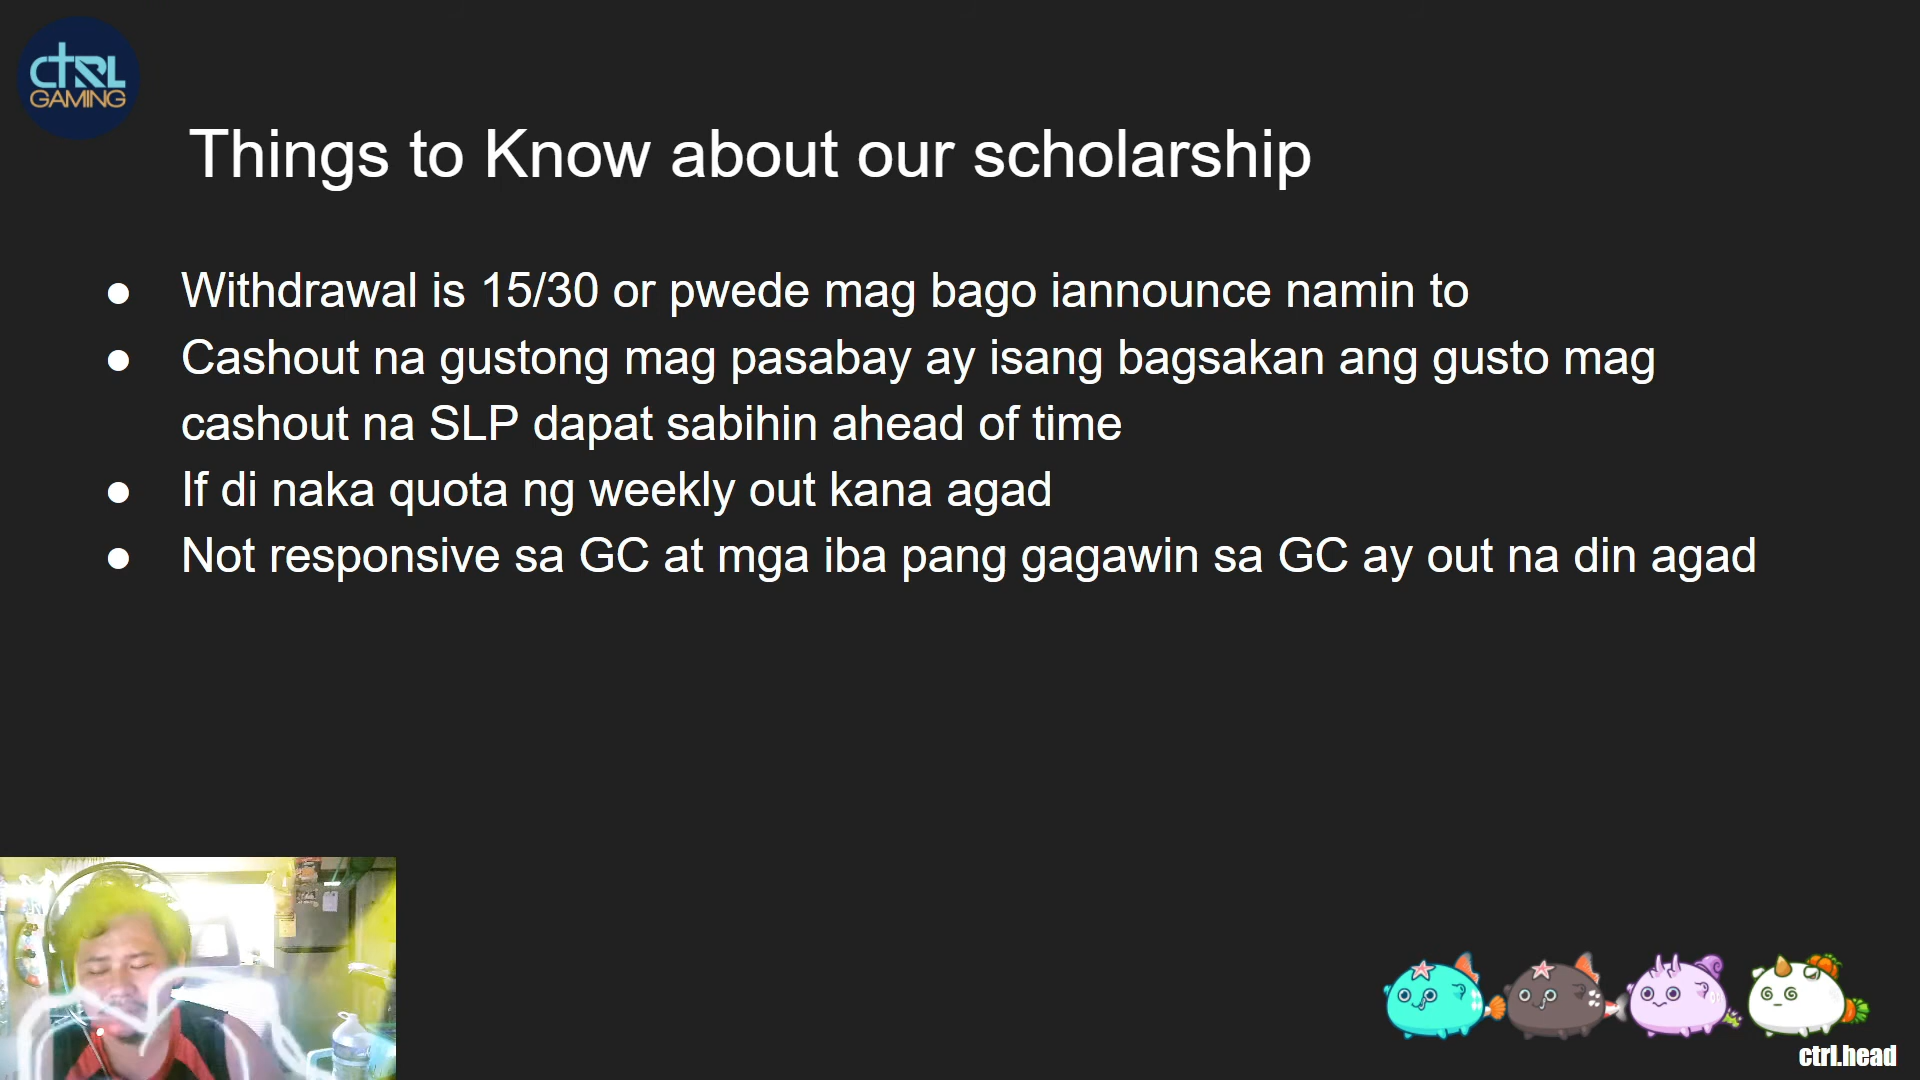 ctRL
GAMING
Things to Know about our scholarship
● Withdrawal is 15/30 or pwede mag bago iannounce namin to
● Cashout na gustong mag pasabay ay isang bagsakan ang gusto mag
cashout na SLP dapat sabihin ahead of time
● If di naka quota ng weekly out kana agad
● Not responsive sa GC at mga iba pang gagawin sa GC ay out na din agad
ctrl.head